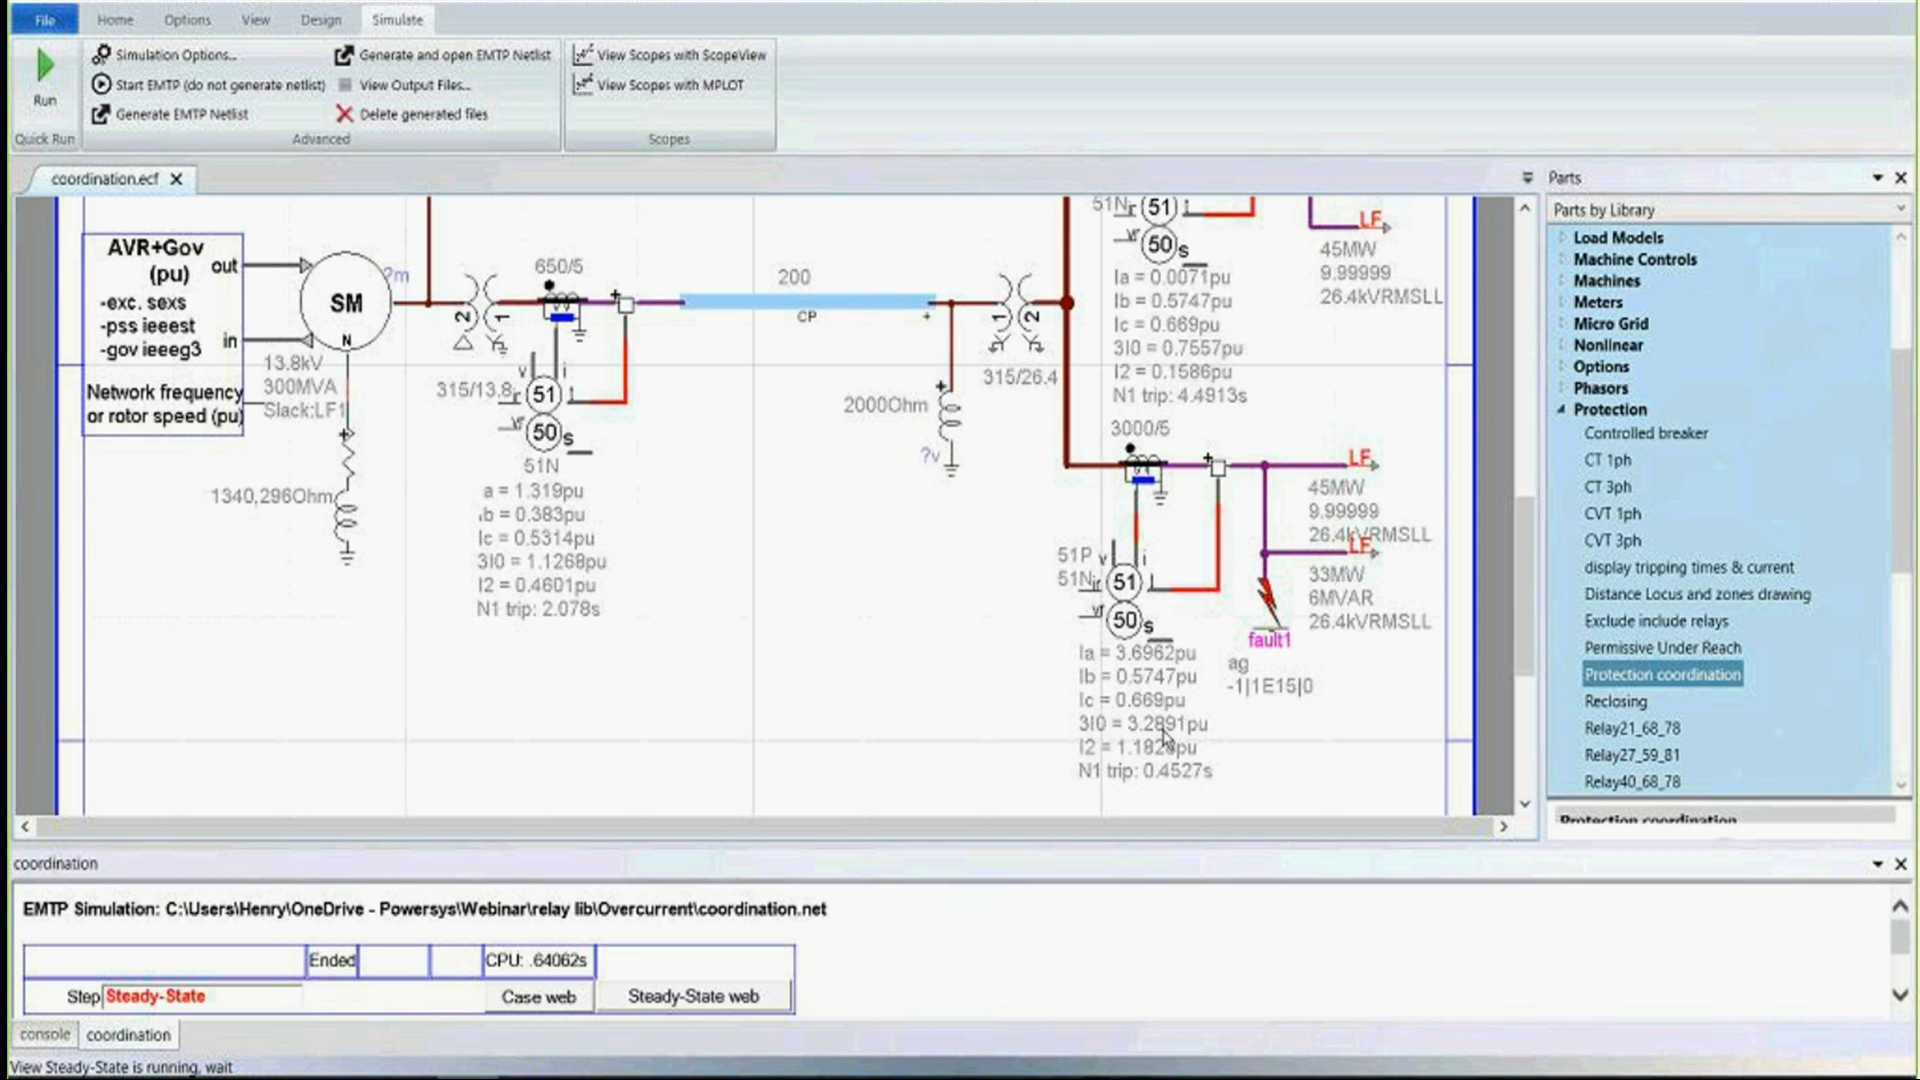 File Home Options View Design Simulate
Simulation Options... Generate and open EMTP Netlist View Scopes with ScopeView
Start EMTP (do not generate netlist) View Output Files... View Scopes with MPLOT
Run
Generate EMTP Netlist Delete generated files
Quick Run Advanced Scopes
coordination.ecf
AVR+Gov
(pu)
out
-exc. sexs
-pss ieeest
-gov ieeeg3
in
Network frequency
or rotor speed (pu)
SM
N
?m
13.8kV
300MVA
Slack:LF1
1340,296Ohm
2 1
650/5
315/13.8
v i
51
50 s
51N
a = 1.319pu
b = 0.383pu
Ic = 0.5314pu
3I0 = 1.1268pu
I2 = 0.4601pu
N1 trip: 2.078s
200
CP
+
2000Ohm
?v
1 2
315/26.4
51N
51
50 s
Ia = 0.0071pu
Ib = 0.5747pu
Ic = 0.669pu
3I0 = 0.7557pu
I2 = 0.1586pu
N1 trip: 4.4913s
LF
45MW
9.99999
26.4kVRMSLL
3000/5
LF
45MW
9.99999
26.4kVRMSLL
LF
33MW
6MVAR
26.4kVRMSLL
51P v i
51N
51
50 s
fault1
ag
-1|1E15|0
Ia = 3.6962pu
Ib = 0.5747pu
Ic = 0.669pu
3I0 = 3.2891pu
N1 trip: 0.4527s
Parts
Parts by Library
Load Models
Machine Controls
Machines
Meters
Micro Grid
Nonlinear
Options
Phasors
Protection
Controlled breaker
CT 1ph
CT 3ph
CVT 1ph
CVT 3ph
display tripping times & current
Distance Locus and zones drawing
Exclude include relays
Permissive Under Reach
Protection coordination
Reclosing
Relay21_68_78
Relay27_59_81
Relay40_68_78
Protection coordination
coordination
EMTP Simulation: C:\Users\Henry\OneDrive - Powersys\Webinar\relay lib\Overcurrent\coordination.net
Ended CPU: .64062s
Step Steady-State Case web Steady-State web
console coordination
View Steady-State is running, wait